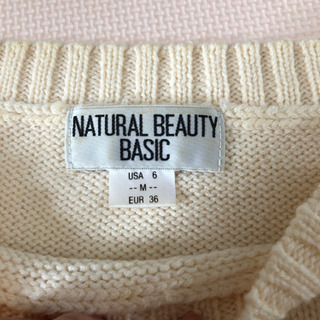 NATURAL BEAUTY
BASIC
USA 6
-- M --
EUR 36